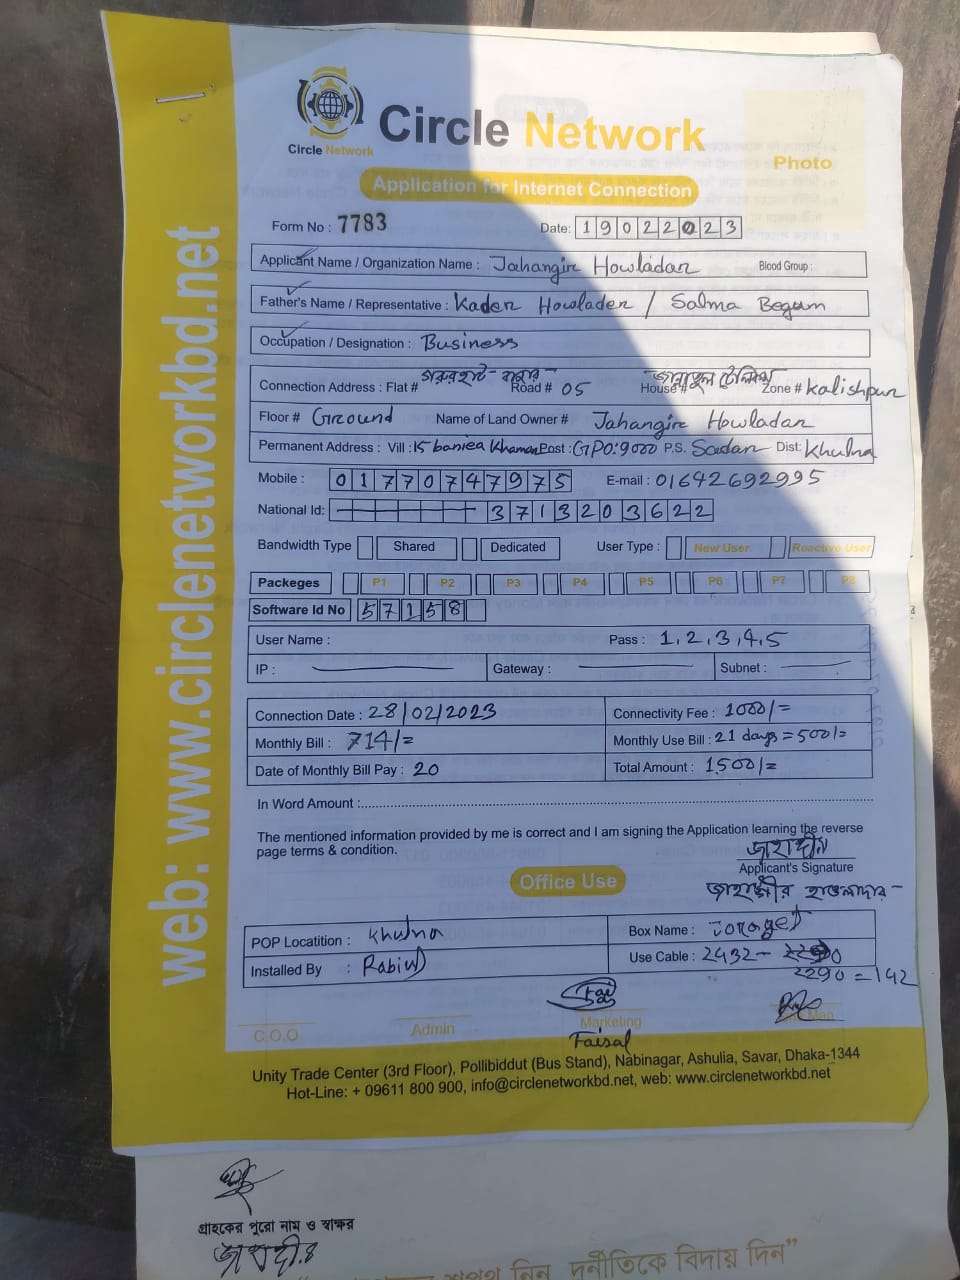 Circle Network
Circle Network
Photo
Application for Internet Connection
Form No : 7783
Date: 19022023
Applicant Name / Organization Name : Jahangir Howladar
Blood Group :
Father's Name / Representative : Kader Howlader / Salma Begum
Occupation / Designation : Business
Connection Address : Flat # Road # 05 House # Zone # Kalishpur
Floor # Ground Name of Land Owner # Jahangir Howladar
Permanent Address : Vill : Khaman Post : GPO:9000 P.S. Sadar Dist: Khulna
Mobile : 01770747975 E-mail : 01642692995
National Id: 3713203622
Bandwidth Type Shared Dedicated User Type : New User Reactive User
Packeges P1 P2 P3 P4 P5 P6 P7 P8
Software Id No 57158
User Name : Pass : 1,2,3,4,5
IP : Gateway : Subnet :
Connection Date : 28/02/2023 Connectivity Fee : 1000/=
Monthly Bill : 714/= Monthly Use Bill : 21 days = 500/=
Date of Monthly Bill Pay : 20 Total Amount : 1500/=
In Word Amount :
The mentioned information provided by me is correct and I am signing the Application learning the reverse
page terms & condition.
Applicant's Signature
জাহাঙ্গীর হাওলাদার
Office Use
POP Locatition : Khulna Box Name :
Installed By : Rabiul Use Cable : 2432 -
2290 = 142
C.O.O Admin Marketing Man
Faisal
Unity Trade Center (3rd Floor), Pollibiddut (Bus Stand), Nabinagar, Ashulia, Savar, Dhaka-1344
Hot-Line: + 09611 800 900, info@circlenetworkbd.net, web: www.circlenetworkbd.net
web: www.circlenetworkbd.net
গ্রাহকের পুরো নাম ও স্বাক্ষর
শপথ নিন দুর্নীতিকে বিদায় দিন”